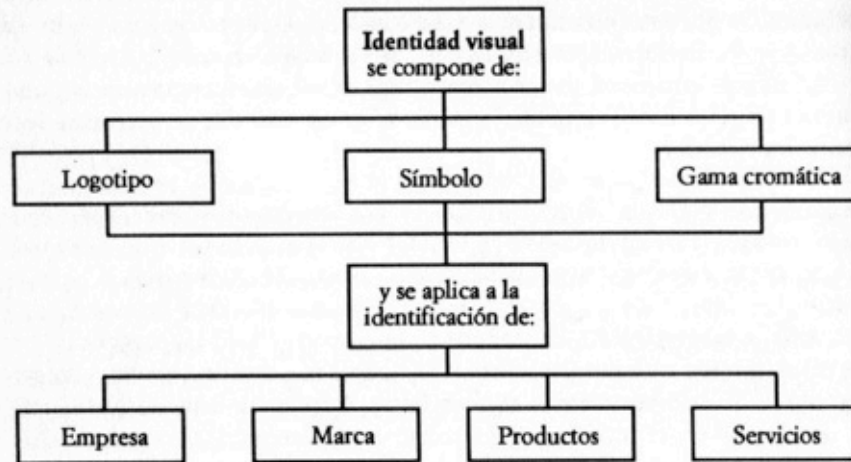 Identidad visual
se compone de:
Logotipo
Símbolo
Gama cromática
y se aplica a la
identificación de:
Empresa
Marca
Productos
Servicios